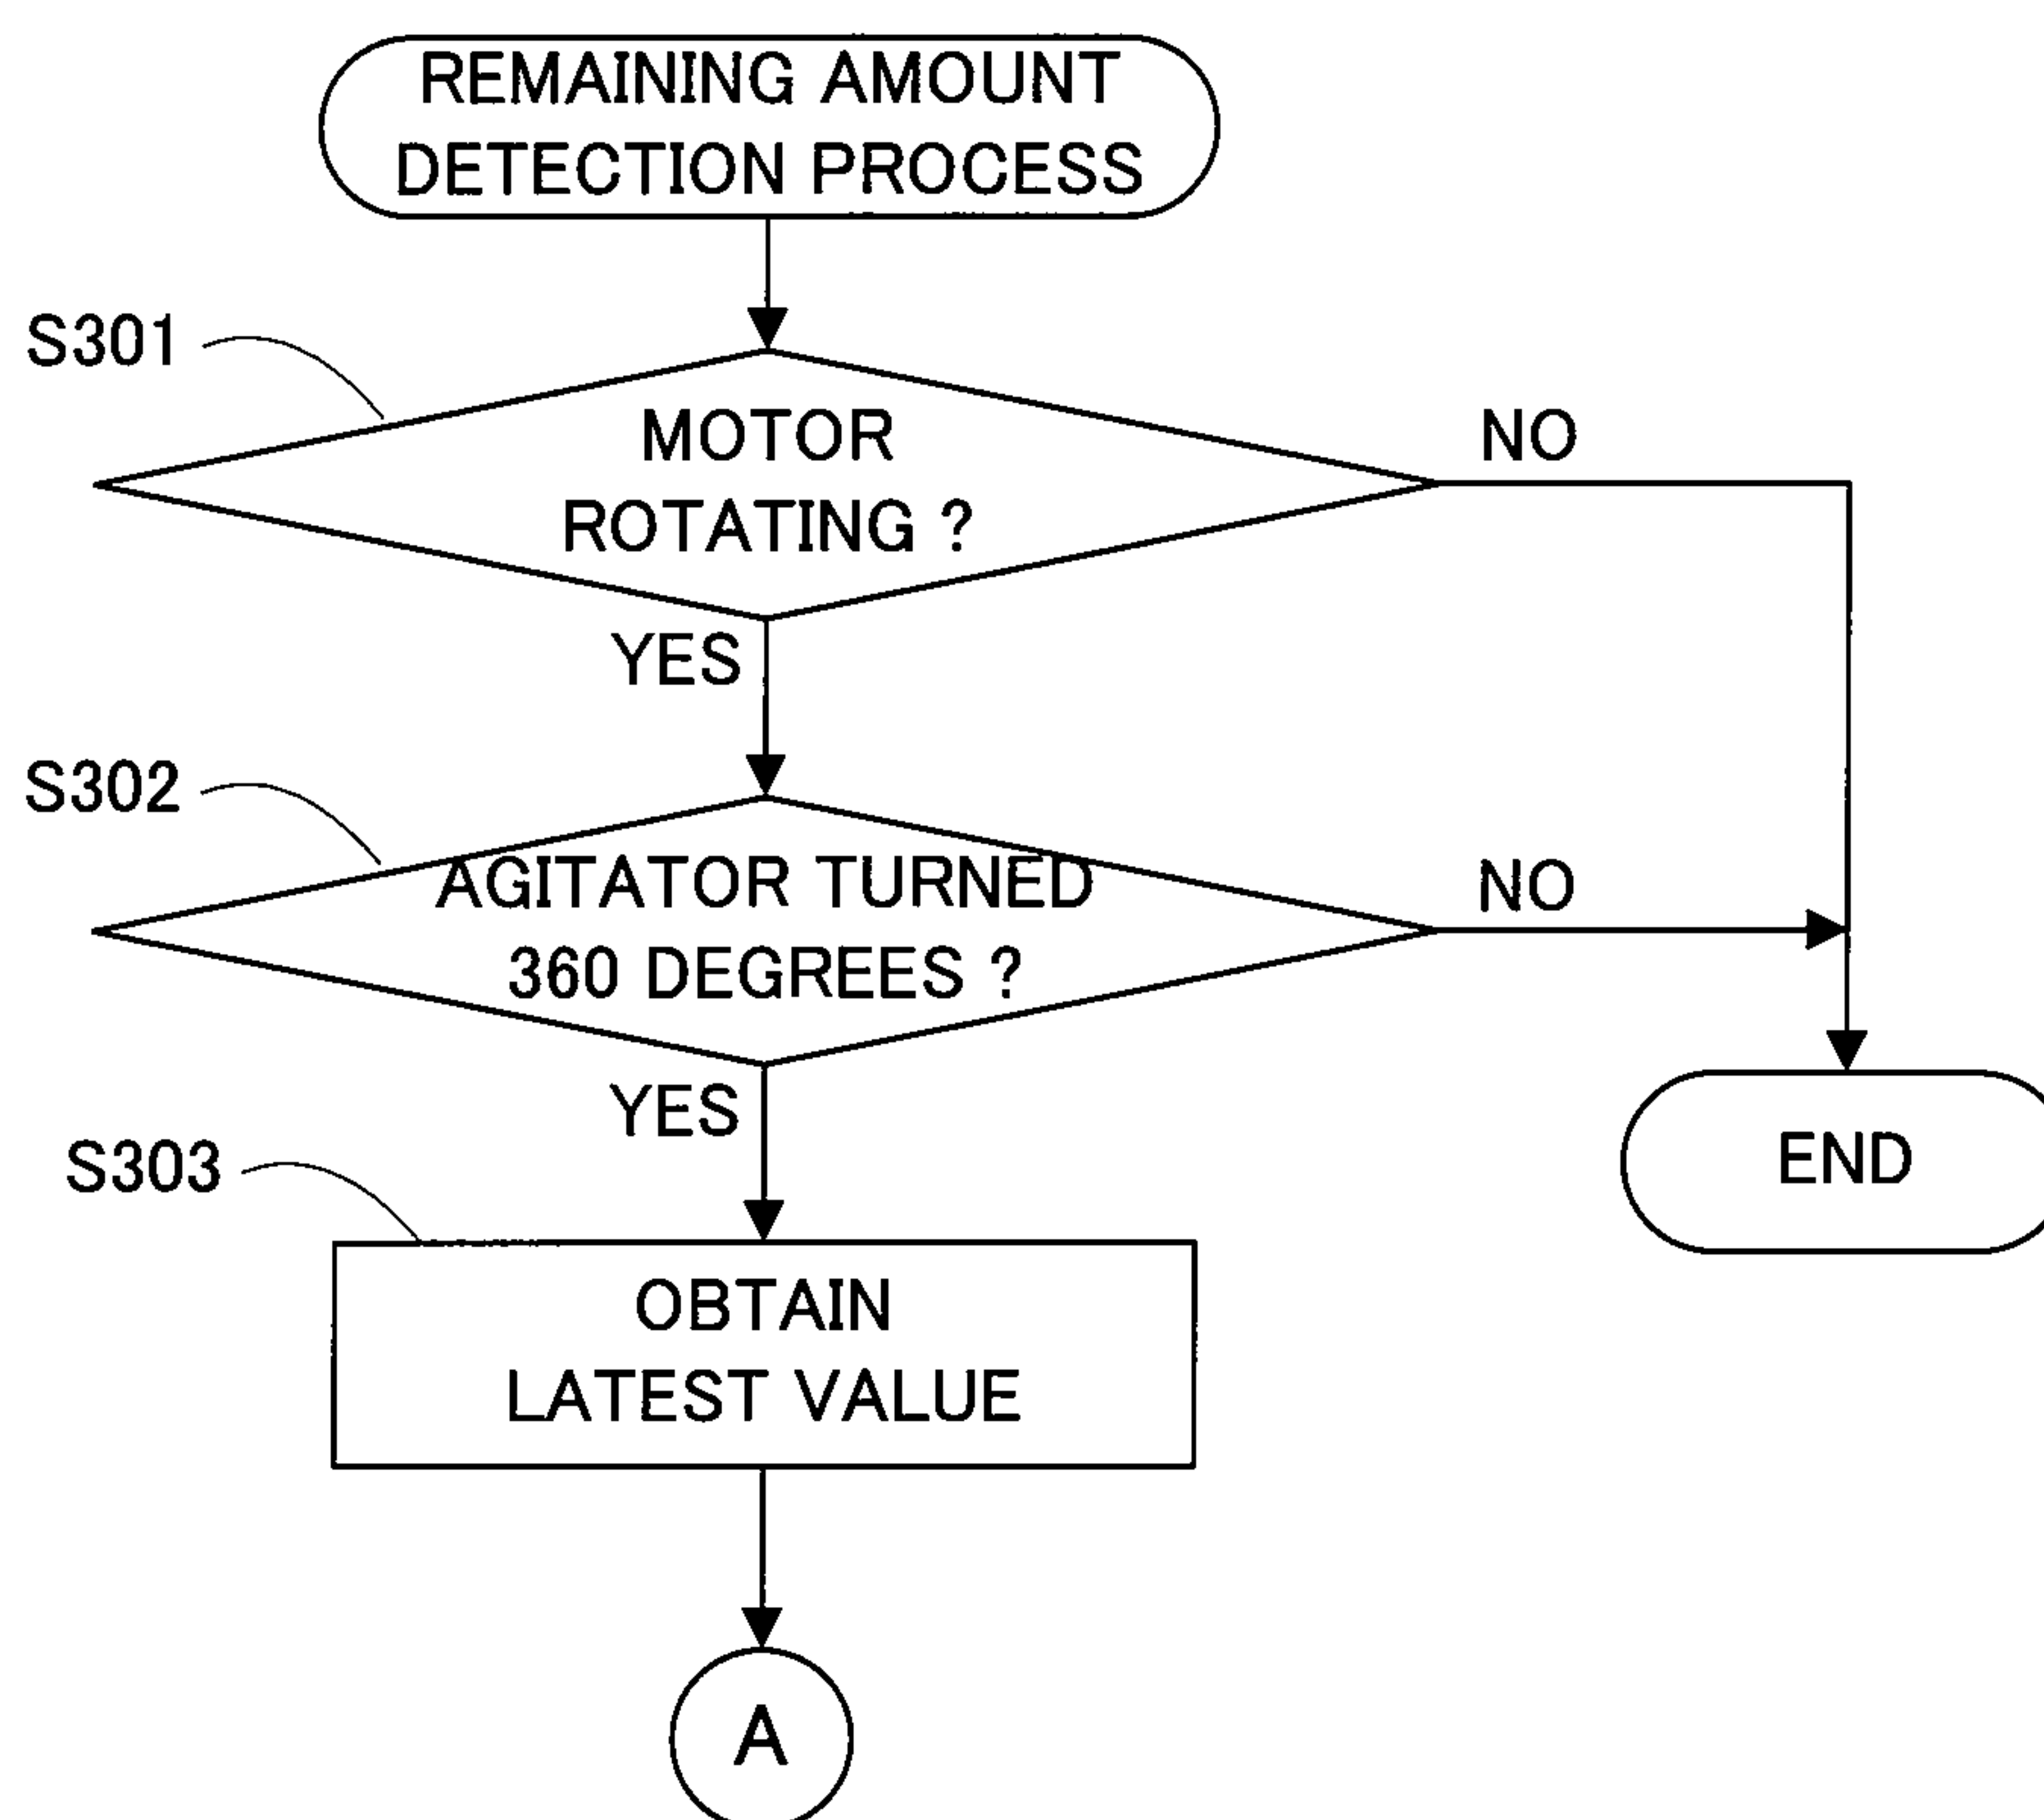 REMAINING AMOUNT
DETECTION PROCESS
S301
MOTOR
ROTATING ?
NO
YES
S302
AGITATOR TURNED
360 DEGREES ?
NO
YES
S303
END
OBTAIN
LATEST VALUE
A